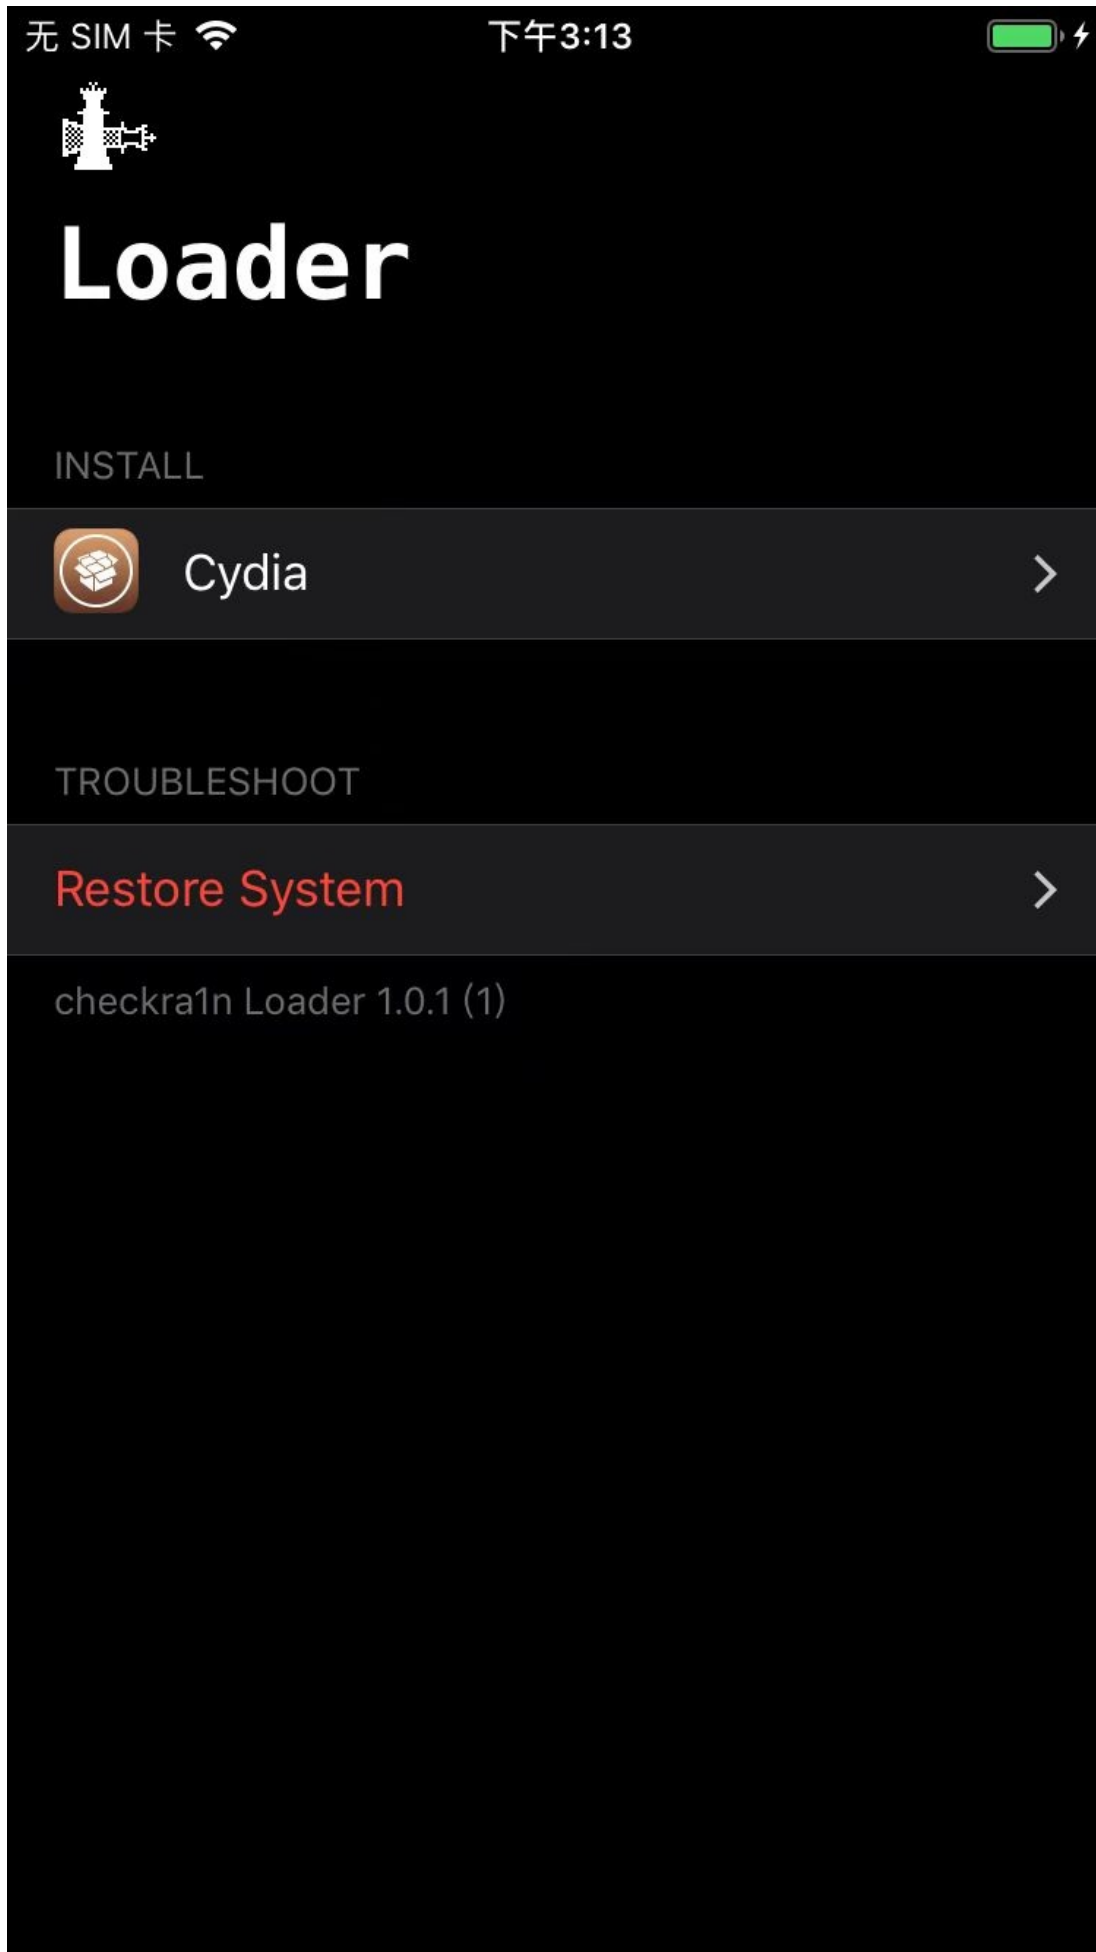 无 SIM 卡 下午3:13
Loader
INSTALL
Cydia
TROUBLESHOOT
Restore System
checkra1n Loader 1.0.1 (1)